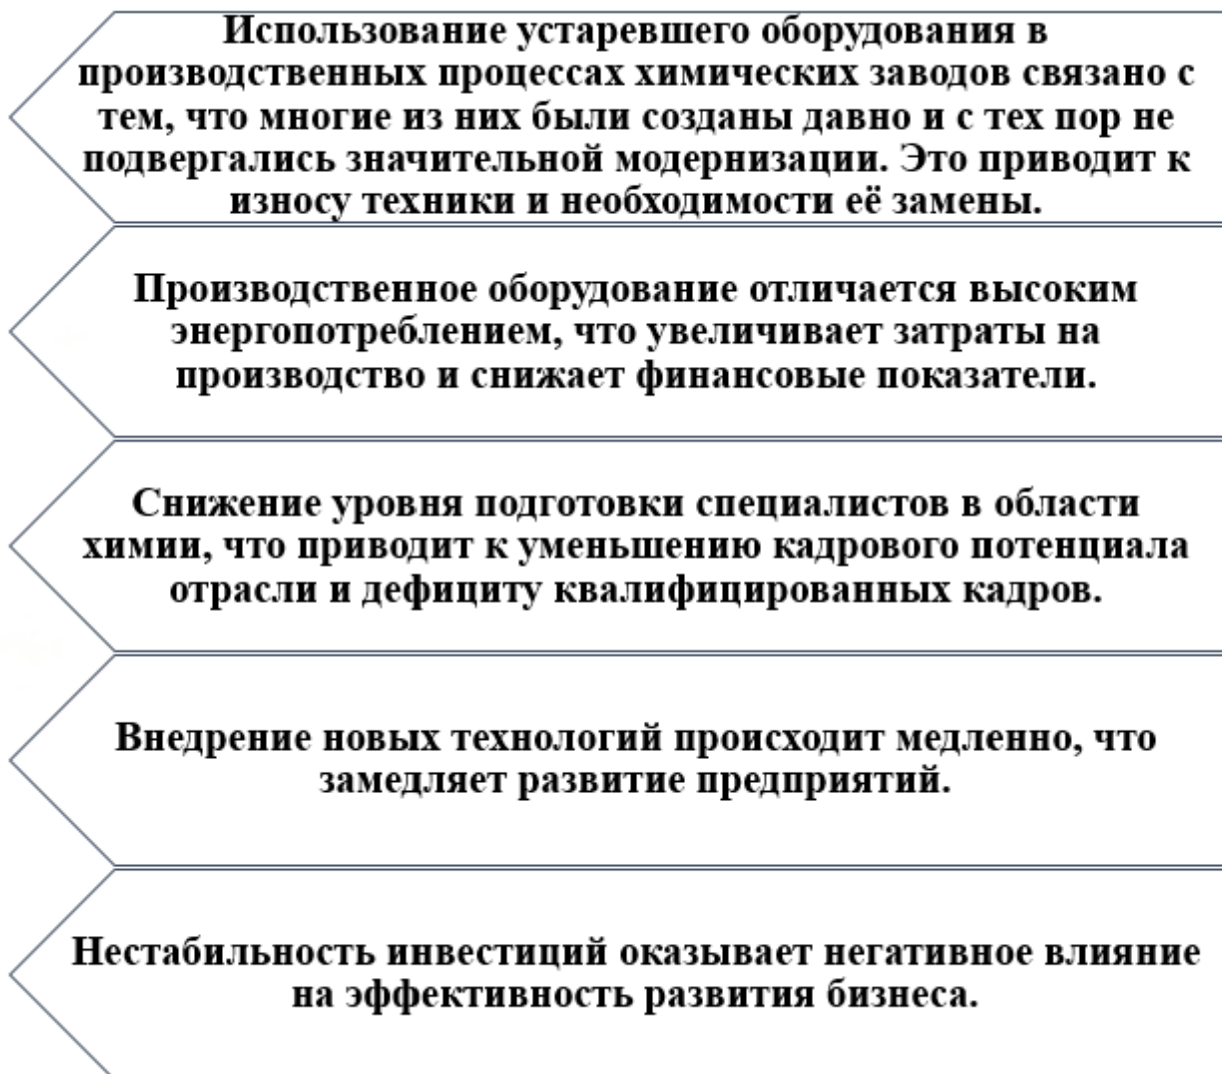 Использование устаревшего оборудования в
производственных процессах химических заводов связано с
тем, что многие из них были созданы давно и с тех пор не
подвергались значительной модернизации. Это приводит к
износу техники и необходимости её замены.
Производственное оборудование отличается высоким
энергопотреблением, что увеличивает затраты на
производство и снижает финансовые показатели.
Снижение уровня подготовки специалистов в области
химии, что приводит к уменьшению кадрового потенциала
отрасли и дефициту квалифицированных кадров.
Внедрение новых технологий происходит медленно, что
замедляет развитие предприятий.
Нестабильность инвестиций оказывает негативное влияние
на эффективность развития бизнеса.